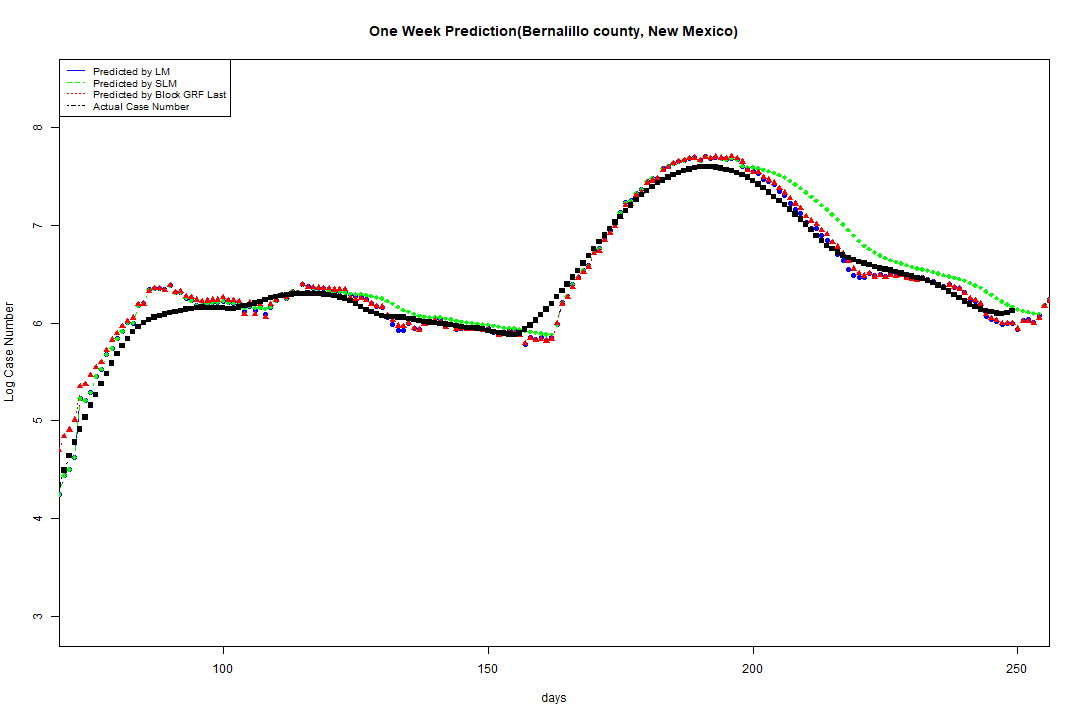 One Week Prediction(Bernalillo county, New Mexico)
Predicted by LM
Predicted by SLM
Predicted by Block GRF Last
Actual Case Number
Log Case Number
8
7
6
5
4
3
100
150
200
250
days